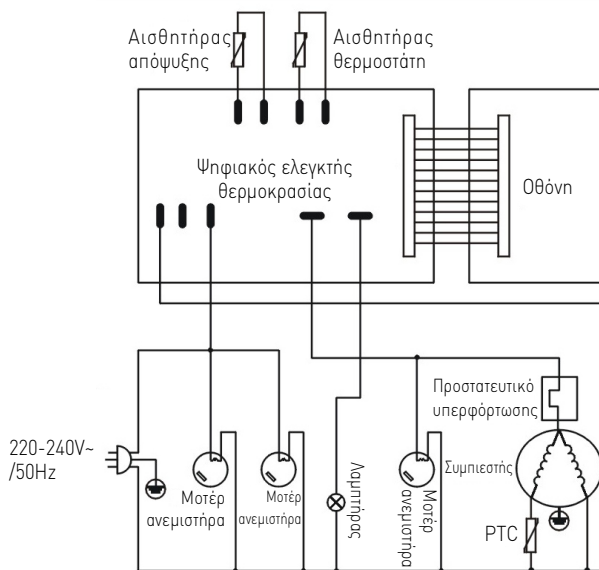 Αισθητήρας
απόψυξης
Αισθητήρας
θερμοστάτη
Ψηφιακός ελεγκτής
θερμοκρασίας
Οθόνη
Προστατευτικό
υπερφόρτωσης
220-240V~
/50Hz
Μοτέρ
ανεμιστήρα
Μοτέρ
ανεμιστήρα
Λαμπτήρας
Μοτέρ
ανεμιστήρα
Συμπιεστής
PTC